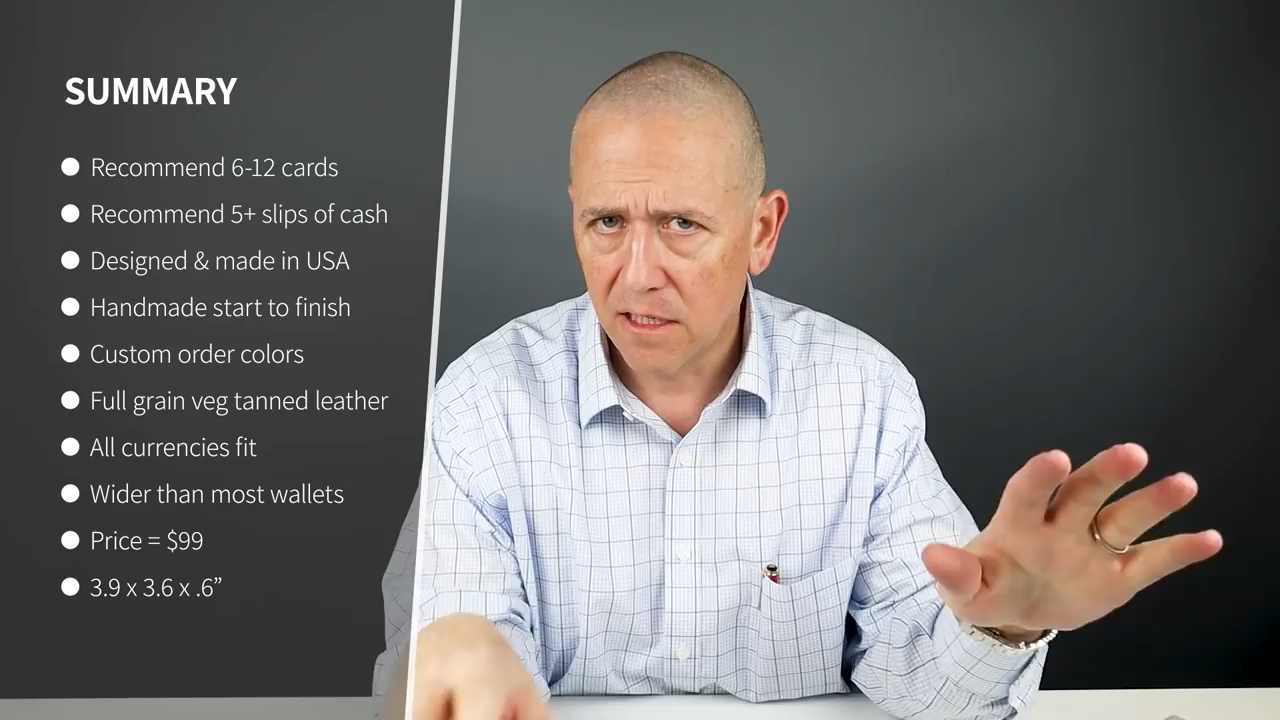 SUMMARY
Recommend 6-12 cards
Recommend 5+ slips of cash
Designed & made in USA
Handmade start to finish
Custom order colors
Full grain veg tanned leather
All currencies fit
Wider than most wallets
Price = $99
3.9 x 3.6 x .6”